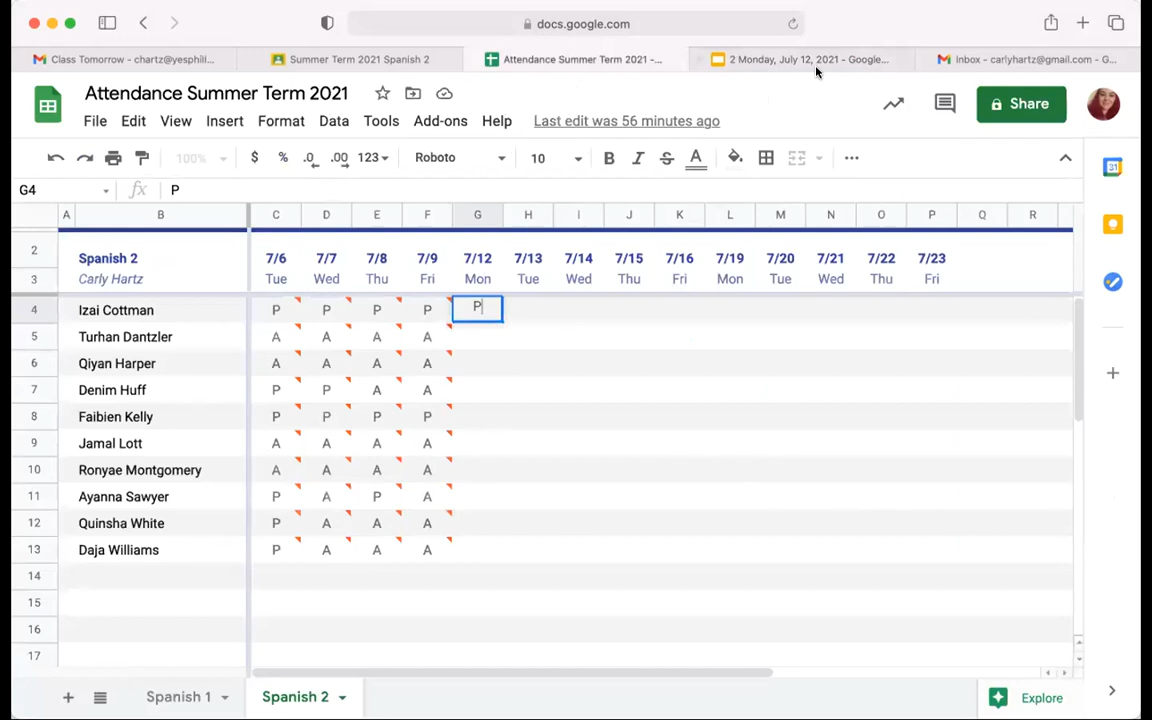 docs.google.com
Class Tomorrow - chartz@yesphili...
Summer Term 2021 Spanish 2
Attendance Summer Term 2021 -...
2 Monday, July 12, 2021 - Google...
Inbox - carlyhartz@gmail.com - G...
Attendance Summer Term 2021
File Edit View Insert Format Data Tools Add-ons Help Last edit was 56 minutes ago
Share
100% $ % .0 .00 123 Roboto 10 B I S A
G4 fx P
A B C D E F G H I J K L M N O P Q R
2 Spanish 2 7/6 7/7 7/8 7/9 7/12 7/13 7/14 7/15 7/16 7/19 7/20 7/21 7/22 7/23
3 Carly Hartz Tue Wed Thu Fri Mon Tue Wed Thu Fri Mon Tue Wed Thu Fri
4 Izai Cottman P P P P P
5 Turhan Dantzler A A A A
6 Qiyan Harper A A A A
7 Denim Huff P P A A
8 Faibien Kelly P P P P
9 Jamal Lott A A A A
10 Ronyae Montgomery A A A A
11 Ayanna Sawyer P A P A
12 Quinsha White P A A A
13 Daja Williams P A A A
14
15
16
17
Spanish 1 Spanish 2
Explore
31